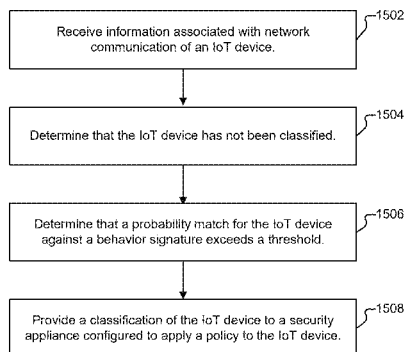 1502
Receive information associated with network
communication of an IoT device.
1504
Determine that the IoT device has not been classified.
1506
Determine that a probability match for the IoT device
against a behavior signature exceeds a threshold.
1508
Provide a classification of the IoT device to a security
appliance configured to apply a policy to the IoT device.